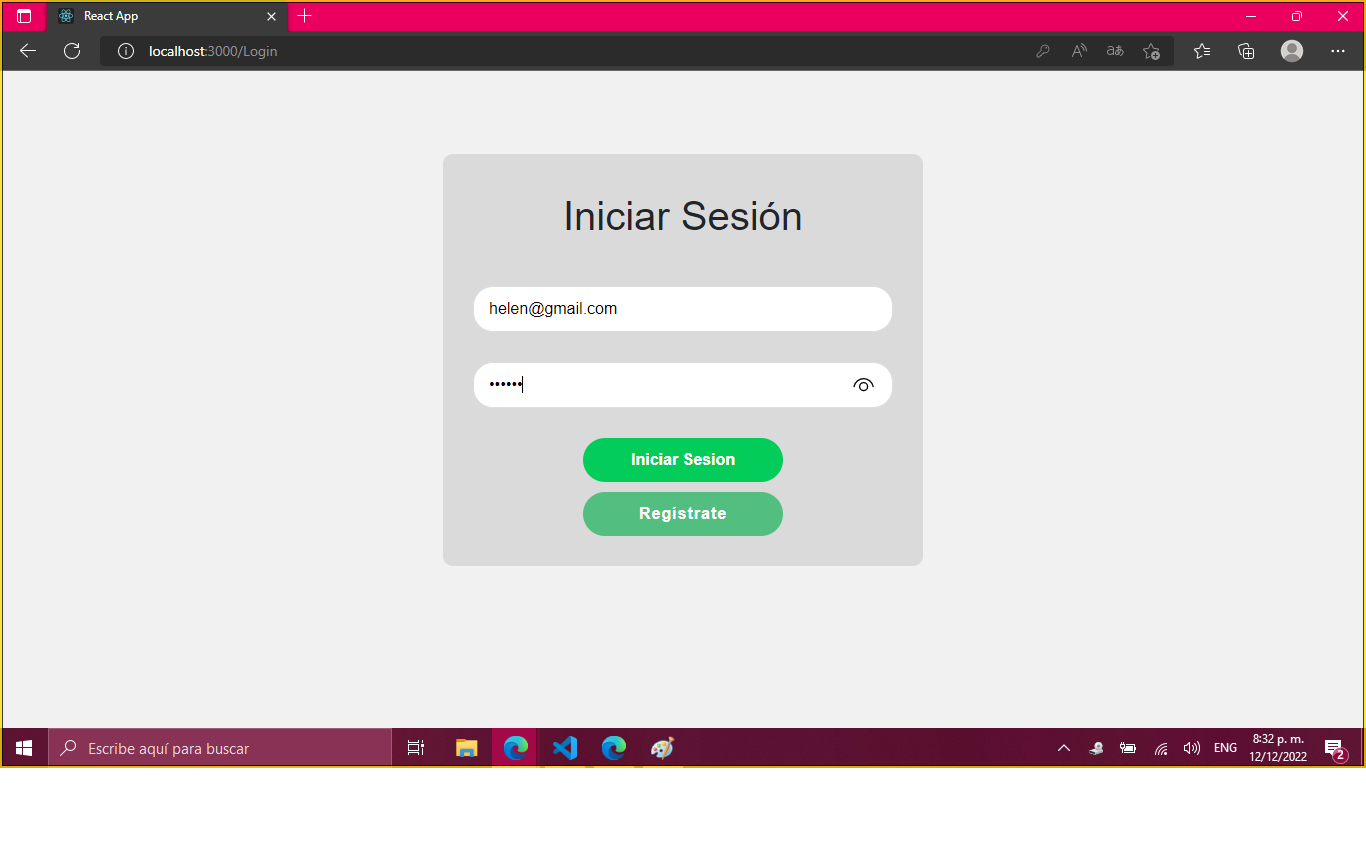 React App
localhost:3000/Login
Iniciar Sesión
helen@gmail.com
••••••
Iniciar Sesion
Registrate
Escribe aquí para buscar
ENG
8:32 p. m.
12/12/2022
2